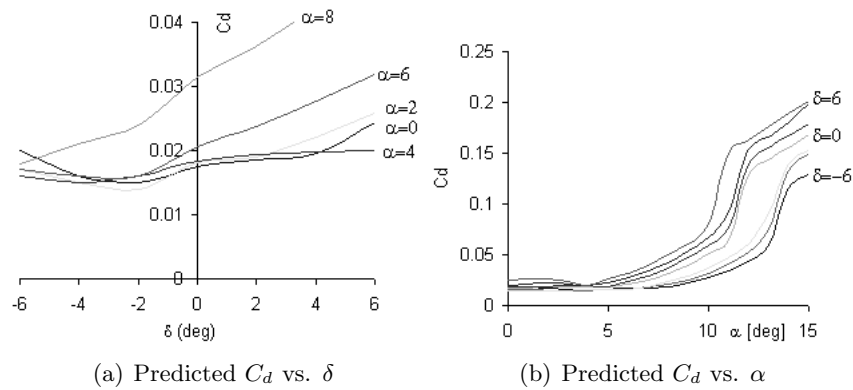 0.04
Cd
α=8
0.03
α=6
α=2
α=0
0.02
α=4
0.01
0
-6 -4 -2 0 2 4 6
δ (deg)
0.25
0.2
δ=6
0.15
δ=0
Cd
0.1
δ=-6
0.05
0
0 5 10 α [deg] 15
(a) Predicted C_d vs. δ
(b) Predicted C_d vs. α